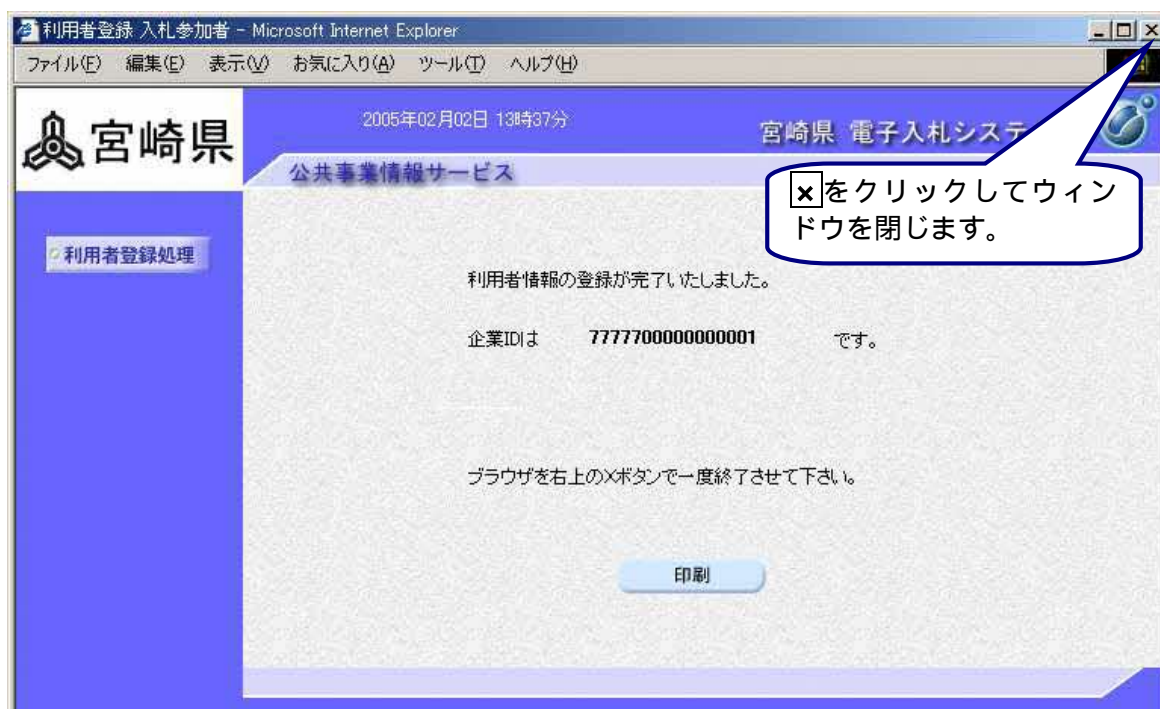 利用者登録 入札参加者 - Microsoft Internet Explorer
ファイル(F) 編集(E) 表示(V) お気に入り(A) ツール(T) ヘルプ(H)
宮崎県
2005年02月02日 13時37分
宮崎県 電子入札システ
公共事業情報サービス
×をクリックしてウィン
ドウを閉じます。
利用者登録処理
利用者情報の登録が完了いたしました。
企業IDは 7777700000000001 です。
ブラウザを右上の×ボタンで一度終了させて下さい。
印刷